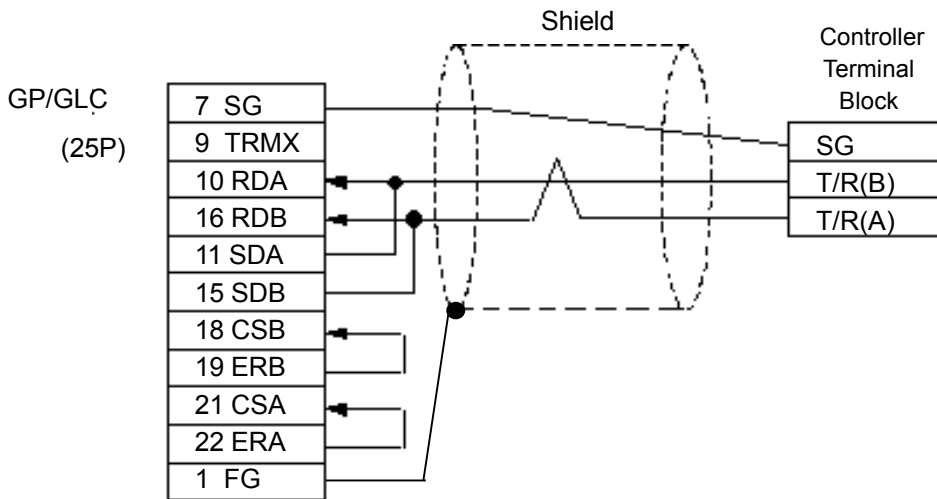 Shield
Controller
Terminal
Block
GP/GLC
(25P)
7 SG
9 TRMX
10 RDA
16 RDB
11 SDA
15 SDB
18 CSB
19 ERB
21 CSA
22 ERA
1 FG
SG
T/R(B)
T/R(A)